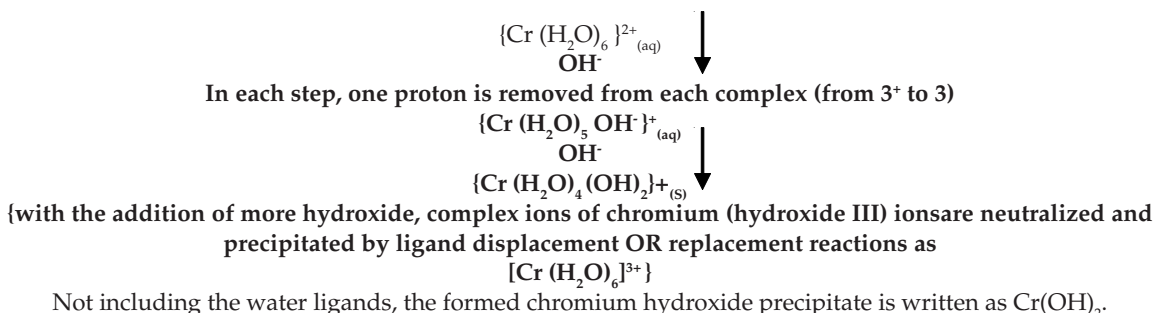 {Cr (H₂O)₆ }²⁺₍ₐq₎
OH⁻
In each step, one proton is removed from each complex (from 3⁺ to 3)
{Cr (H₂O)₅ OH⁻}⁺₍ₐq₎
OH⁻
{Cr (H₂O)₄ (OH)₂}+₍S₎
{with the addition of more hydroxide, complex ions of chromium (hydroxide III) ionsare neutralized and
precipitated by ligand displacement OR replacement reactions as
[Cr (H₂O)₆]³⁺ }
Not including the water ligands, the formed chromium hydroxide precipitate is written as